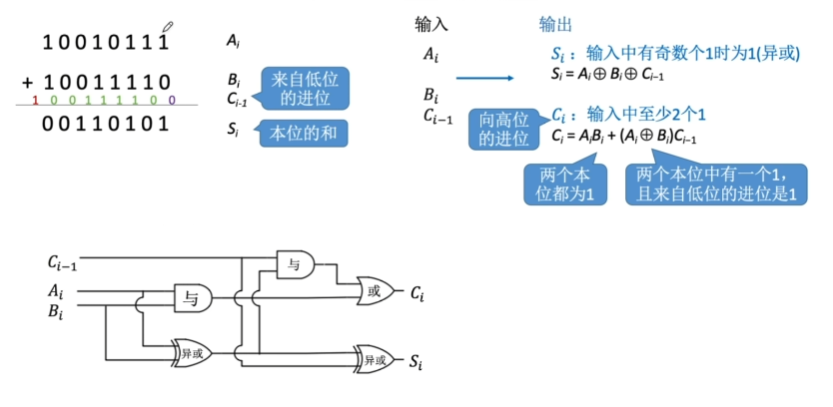 10010111 A_i
+ 10011110 B_i
1 0 0 1 1 1 1 0 0 C_{i-1}
来自低位
的进位
00110101 S_i
本位的和
输入
A_i
B_i
C_{i-1}
输出
S_i：输入中有奇数个1时为1(异或)
S_i = A_i ⊕ B_i ⊕ C_{i-1}
向高位
的进位
C_i：输入中至少2个1
C_i = A_iB_i + (A_i ⊕ B_i)C_{i-1}
两个本
位都为1
两个本位中有一个1，
且来自低位的进位是1
C_{i-1}
与
A_i
B_i
与
或
C_i
异或
异或
S_i